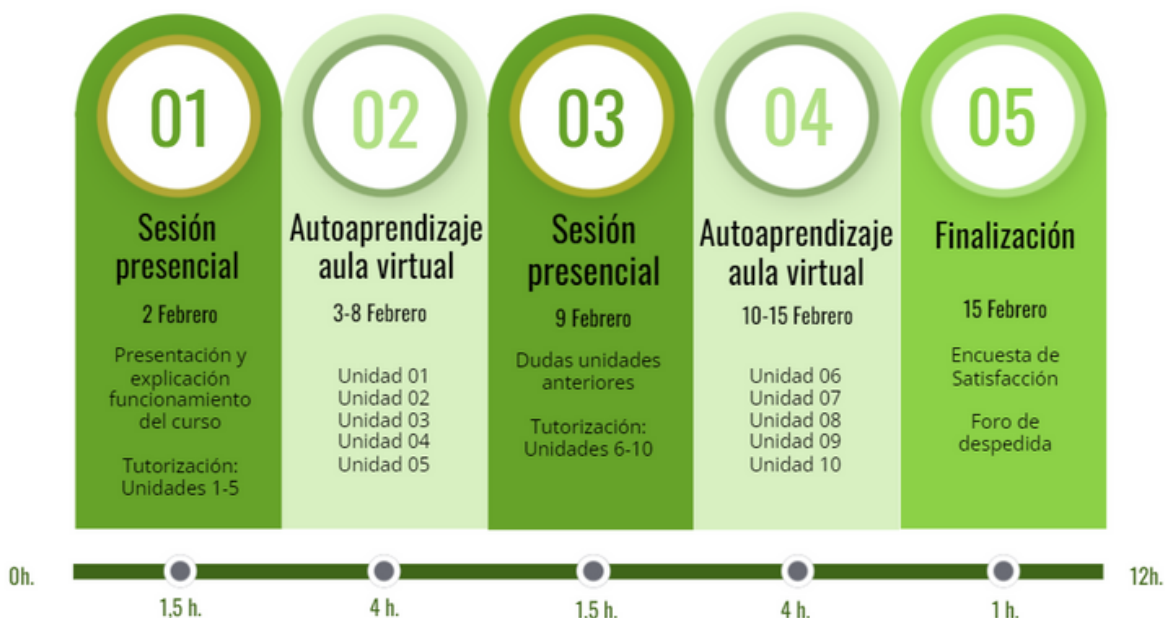 01
Sesión
presencial
2 Febrero
Presentación y
explicación
funcionamiento
del curso
Tutorización:
Unidades 1-5
02
Autoaprendizaje
aula virtual
3-8 Febrero
Unidad 01
Unidad 02
Unidad 03
Unidad 04
Unidad 05
03
Sesión
presencial
9 Febrero
Dudas unidades
anteriores
Tutorización:
Unidades 6-10
04
Autoaprendizaje
aula virtual
10-15 Febrero
Unidad 06
Unidad 07
Unidad 08
Unidad 09
Unidad 10
05
Finalización
15 Febrero
Encuesta de
Satisfacción
Foro de
despedida
0h.
12h.
1,5 h.
4 h.
1,5 h.
4 h.
1 h.